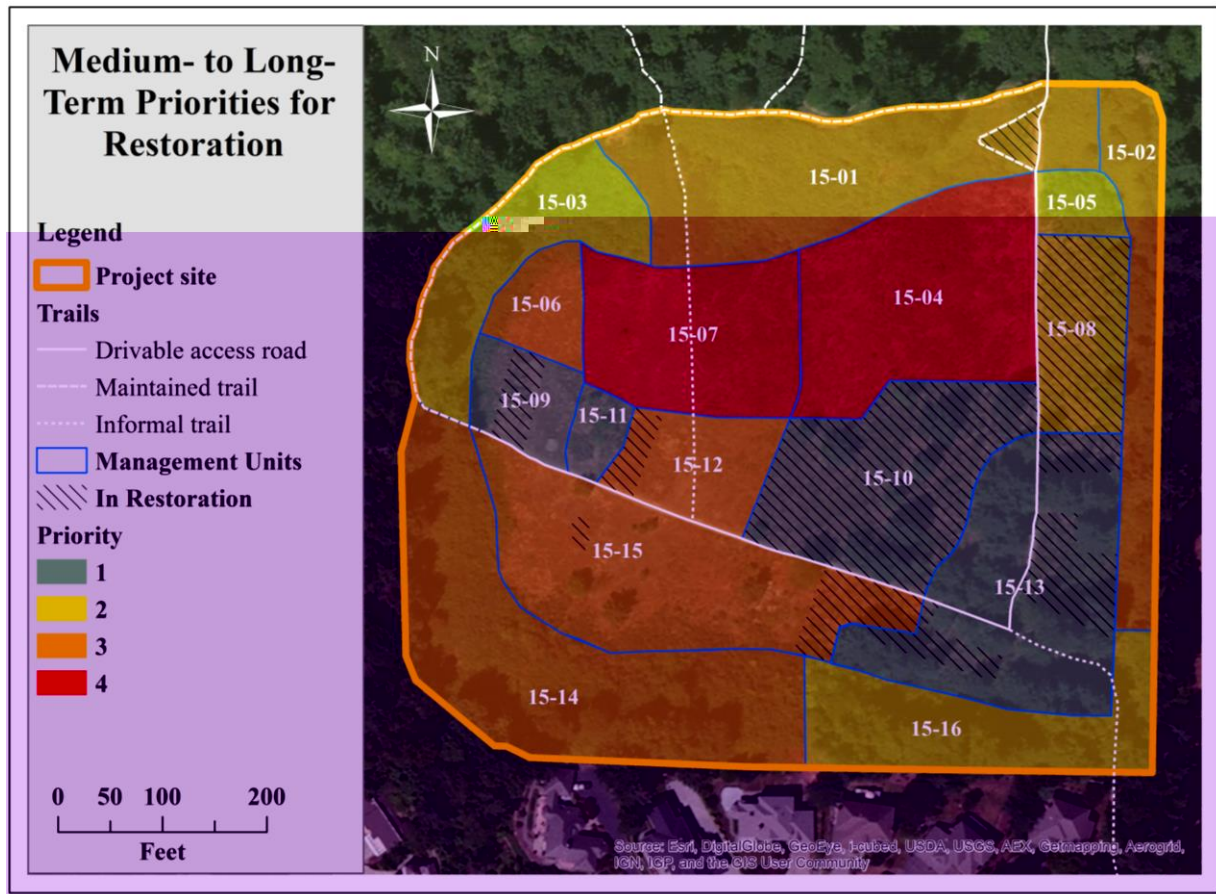 Medium- to Long-
Term Priorities for
Restoration
Legend
Project site
Trails
Drivable access road
Maintained trail
Informal trail
Management Units
In Restoration
Priority
1
2
3
4
0 50 100 200
Feet
N
15-01
15-02
15-03
15-05
15-06
15-04
15-07
15-08
15-09
15-11
15-12
15-10
15-15
15-13
15-14
15-16
Source: Esri, DigitalGlobe, GeoEye, i-cubed, USDA, USGS, AEX, Getmapping, Aerogrid,
IGN, IGP, and the GIS User Community